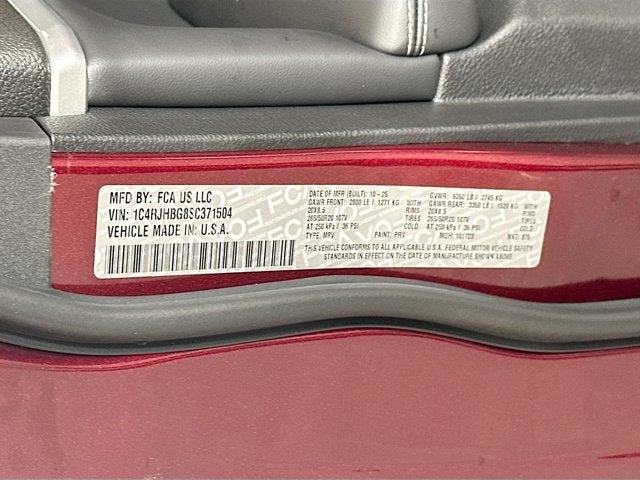 MFD BY: FCA US LLC
VIN: 1C4RJHBG8SC371504
VEHICLE MADE IN: U.S.A.
DATE OF MFR (BUILT): 10-25 GVWR: 6050 LB / 2745 KG
GAWR FRONT: 2800 LB / 1271 KG WITH GAWR REAR: 3350 LB / 1520 KG WITH
20X8.5 RIMS 20X8.5 RIMS
265/50R20 107V TIRES 265/50R20 107V TIRES
AT 250 kPa / 36 PSI COLD. AT 250 kPa / 36 PSI COLD.
TYPE: MPV PAINT: PRV MDH: 101723 MKT: 875
THIS VEHICLE CONFORMS TO ALL APPLICABLE U.S.A. FEDERAL MOTOR VEHICLE SAFETY
STANDARDS IN EFFECT ON THE DATE OF MANUFACTURE SHOWN ABOVE.